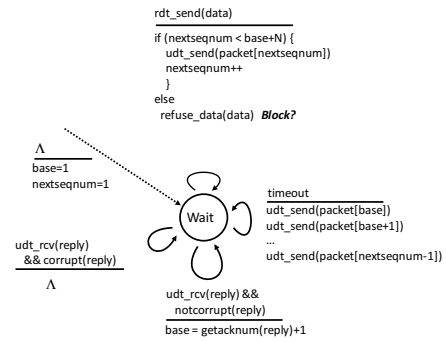 rdt_send(data)
if (nextseqnum < base+N) {
udt_send(packet[nextseqnum])
nextseqnum++
}
else
refuse_data(data) Block?
Λ
base=1
nextseqnum=1
Wait
timeout
udt_send(packet[base])
udt_send(packet[base+1])
…
udt_send(packet[nextseqnum-1])
udt_rcv(reply)
&& corrupt(reply)
Λ
udt_rcv(reply) &&
notcorrupt(reply)
base = getacknum(reply)+1